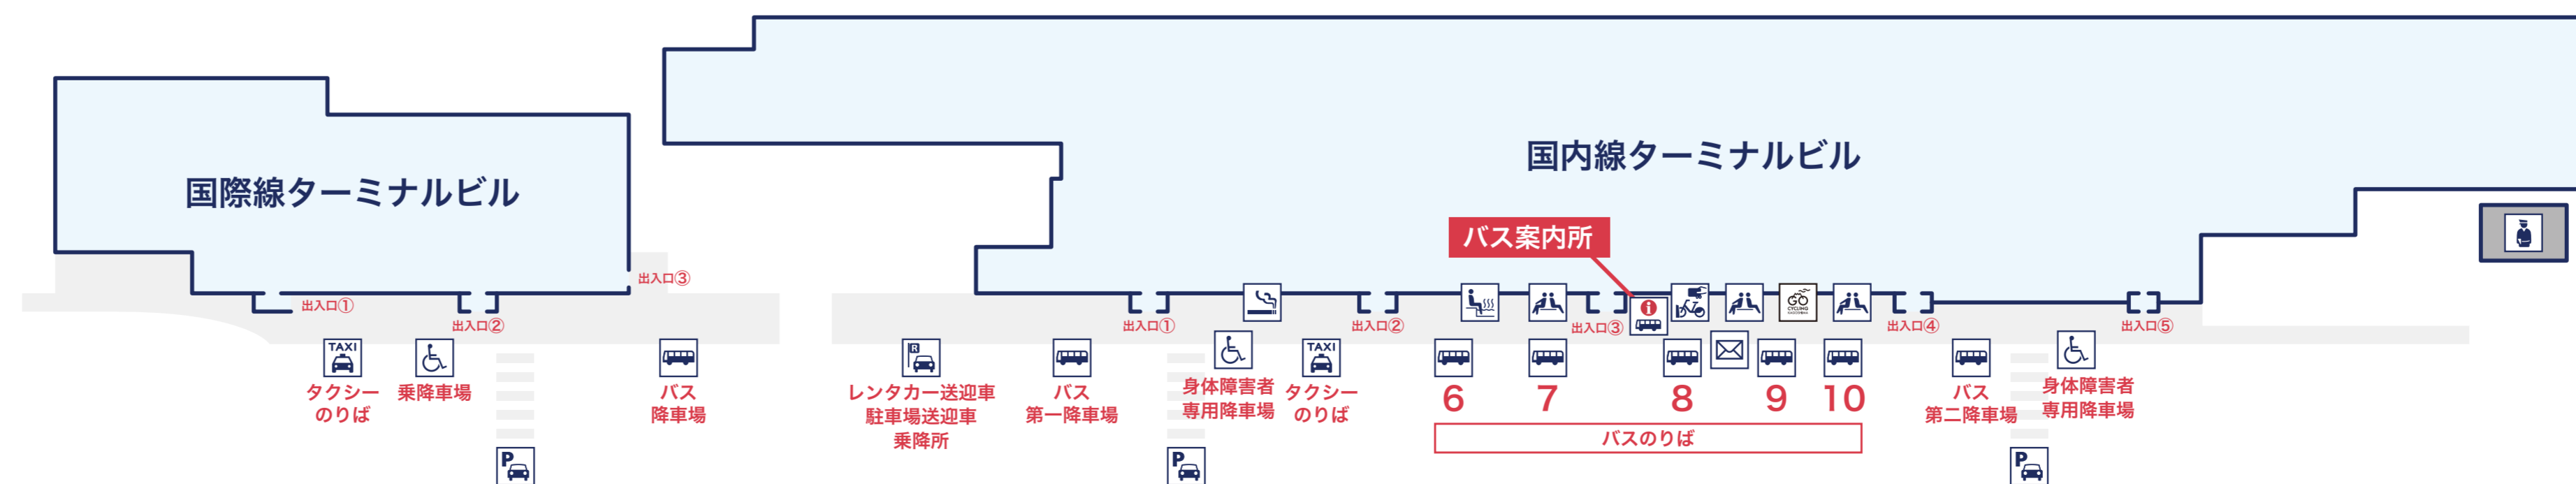 国際線ターミナルビル
国内線ターミナルビル
バス案内所
出入口①
出入口②
出入口③
出入口①
出入口②
出入口③
出入口④
出入口⑤
TAXI
タクシー
のりば
乗降車場
P
バス
降車場
R
レンタカー送迎車
駐車場送迎車
乗降所
バス
第一降車場
P
身体障害者
専用降車場
TAXI
タクシー
のりば
6
7
8
9
10
バスのりば
バス
第二降車場
P
身体障害者
専用降車場
GO
CYCLING